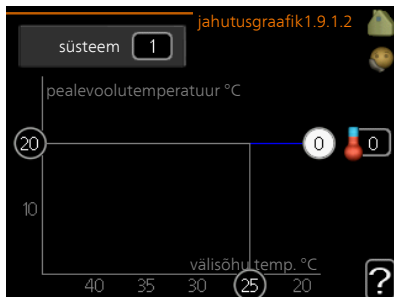 jahutusgraafik1.9.1.2
süsteem 1
pealevoolutemperatuur °C
20 0 0
10
välisõhu temp. °C
40 35 30 25 20
?